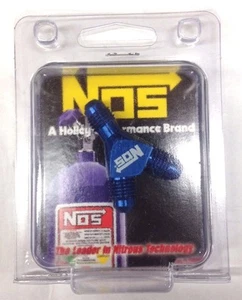 NOS
A Holley Performance Brand
NOS
NOS
The Leader in Nitrous Technology